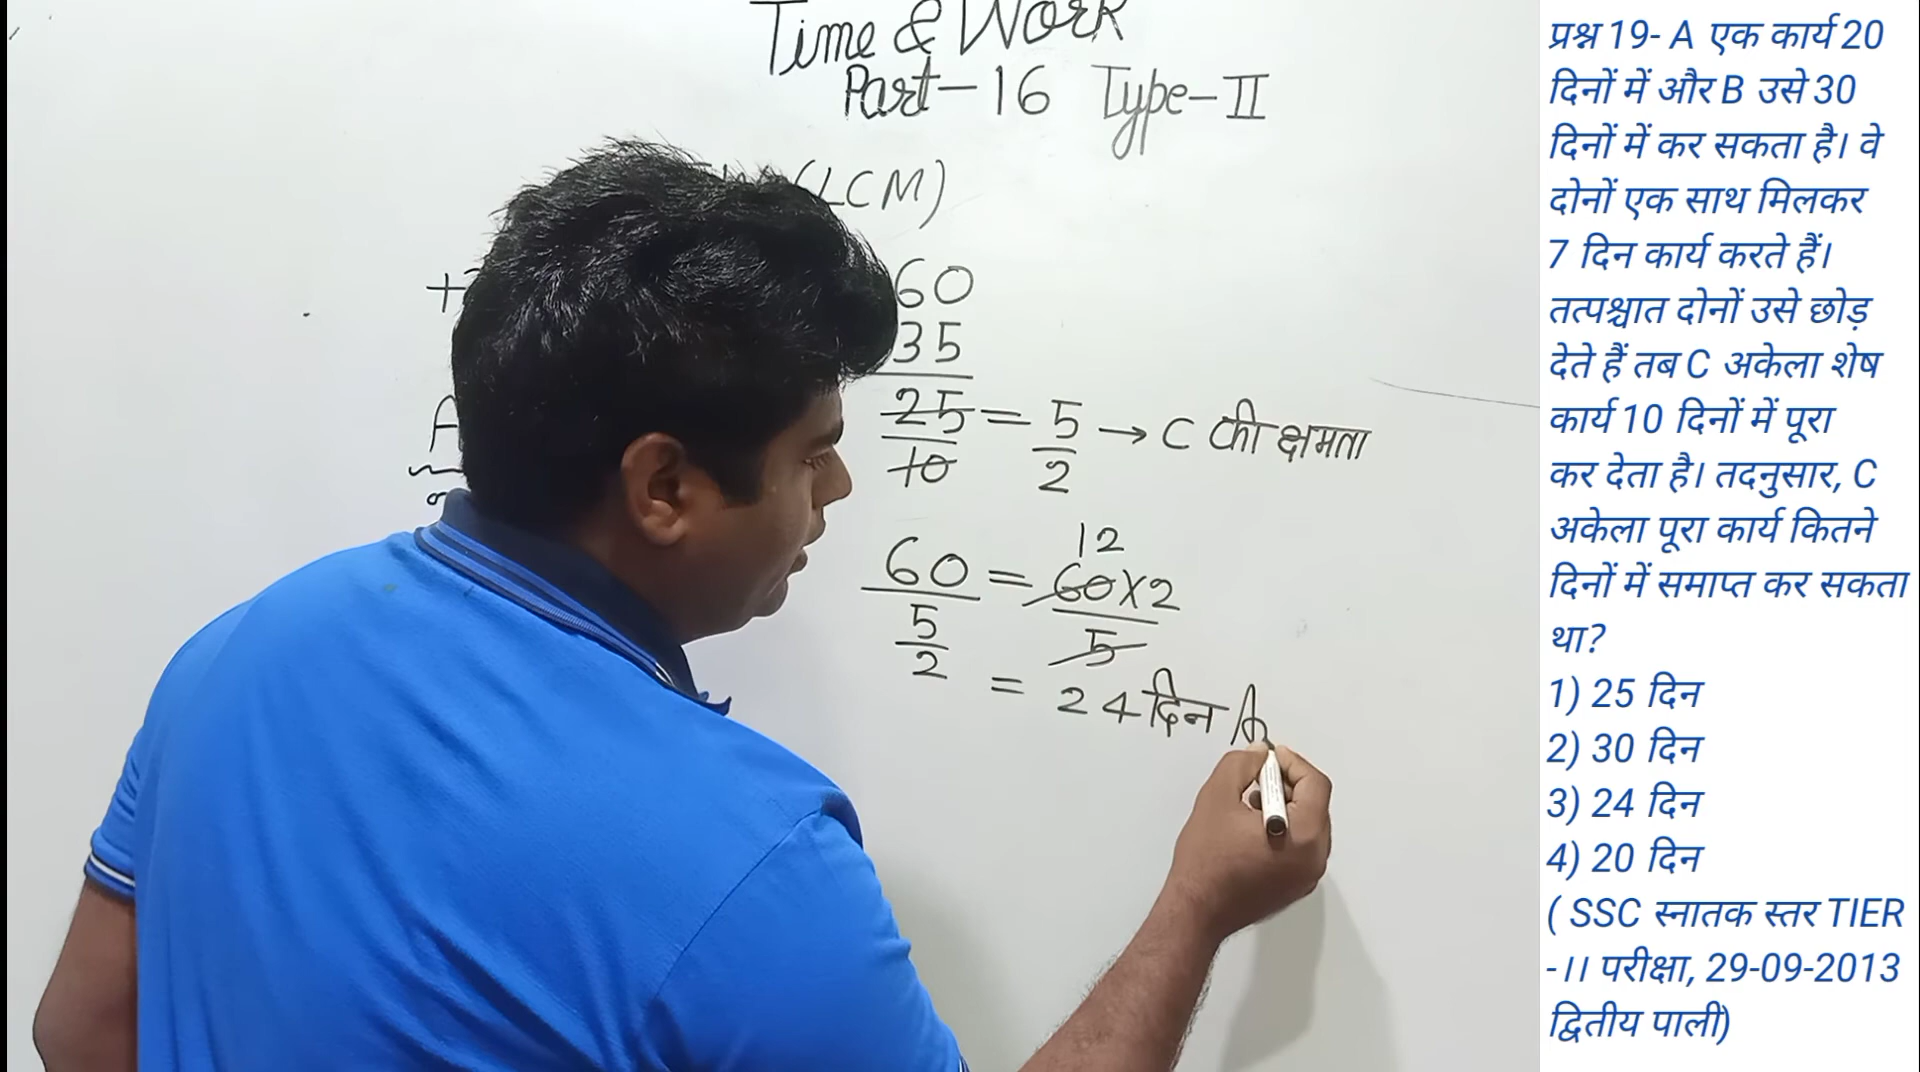 Time & Work
Part-16 Type-II
(LCM)
60
35
25 = 5 → C की क्षमता
10 2
12
60 = 60×2
5 5
2
= 24 दिन A
प्रश्न 19- A एक कार्य 20
दिनों में और B उसे 30
दिनों में कर सकता है। वे
दोनों एक साथ मिलकर
7 दिन कार्य करते हैं।
तत्पश्चात दोनों उसे छोड़
देते हैं तब C अकेला शेष
कार्य 10 दिनों में पूरा
कर देता है। तदनुसार, C
अकेला पूरा कार्य कितने
दिनों में समाप्त कर सकता
था?
1) 25 दिन
2) 30 दिन
3) 24 दिन
4) 20 दिन
( SSC स्नातक स्तर TIER
-।। परीक्षा, 29-09-2013
द्वितीय पाली)